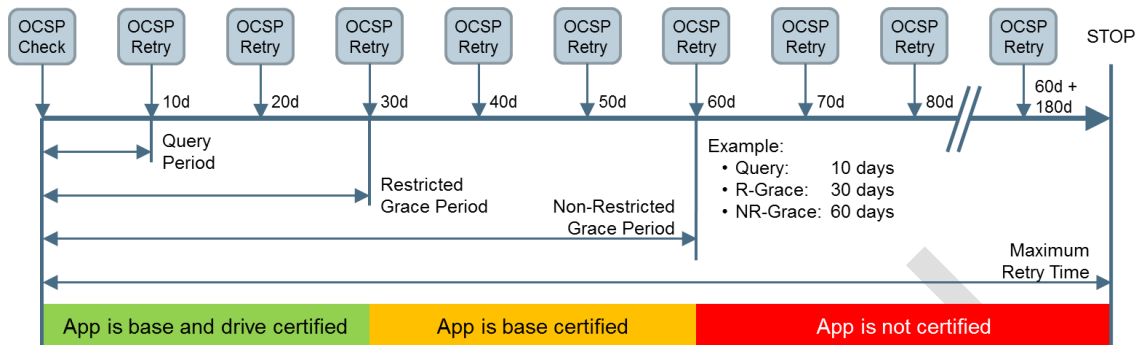 OCSP
Check
OCSP
Retry
OCSP
Retry
OCSP
Retry
OCSP
Retry
OCSP
Retry
OCSP
Retry
OCSP
Retry
OCSP
Retry
OCSP
Retry
STOP
10d
20d
30d
40d
50d
60d
70d
80d
60d +
180d
Query
Period
Restricted
Grace Period
Non-Restricted
Grace Period
Example:
• Query: 10 days
• R-Grace: 30 days
• NR-Grace: 60 days
Maximum
Retry Time
App is base and drive certified
App is base certified
App is not certified